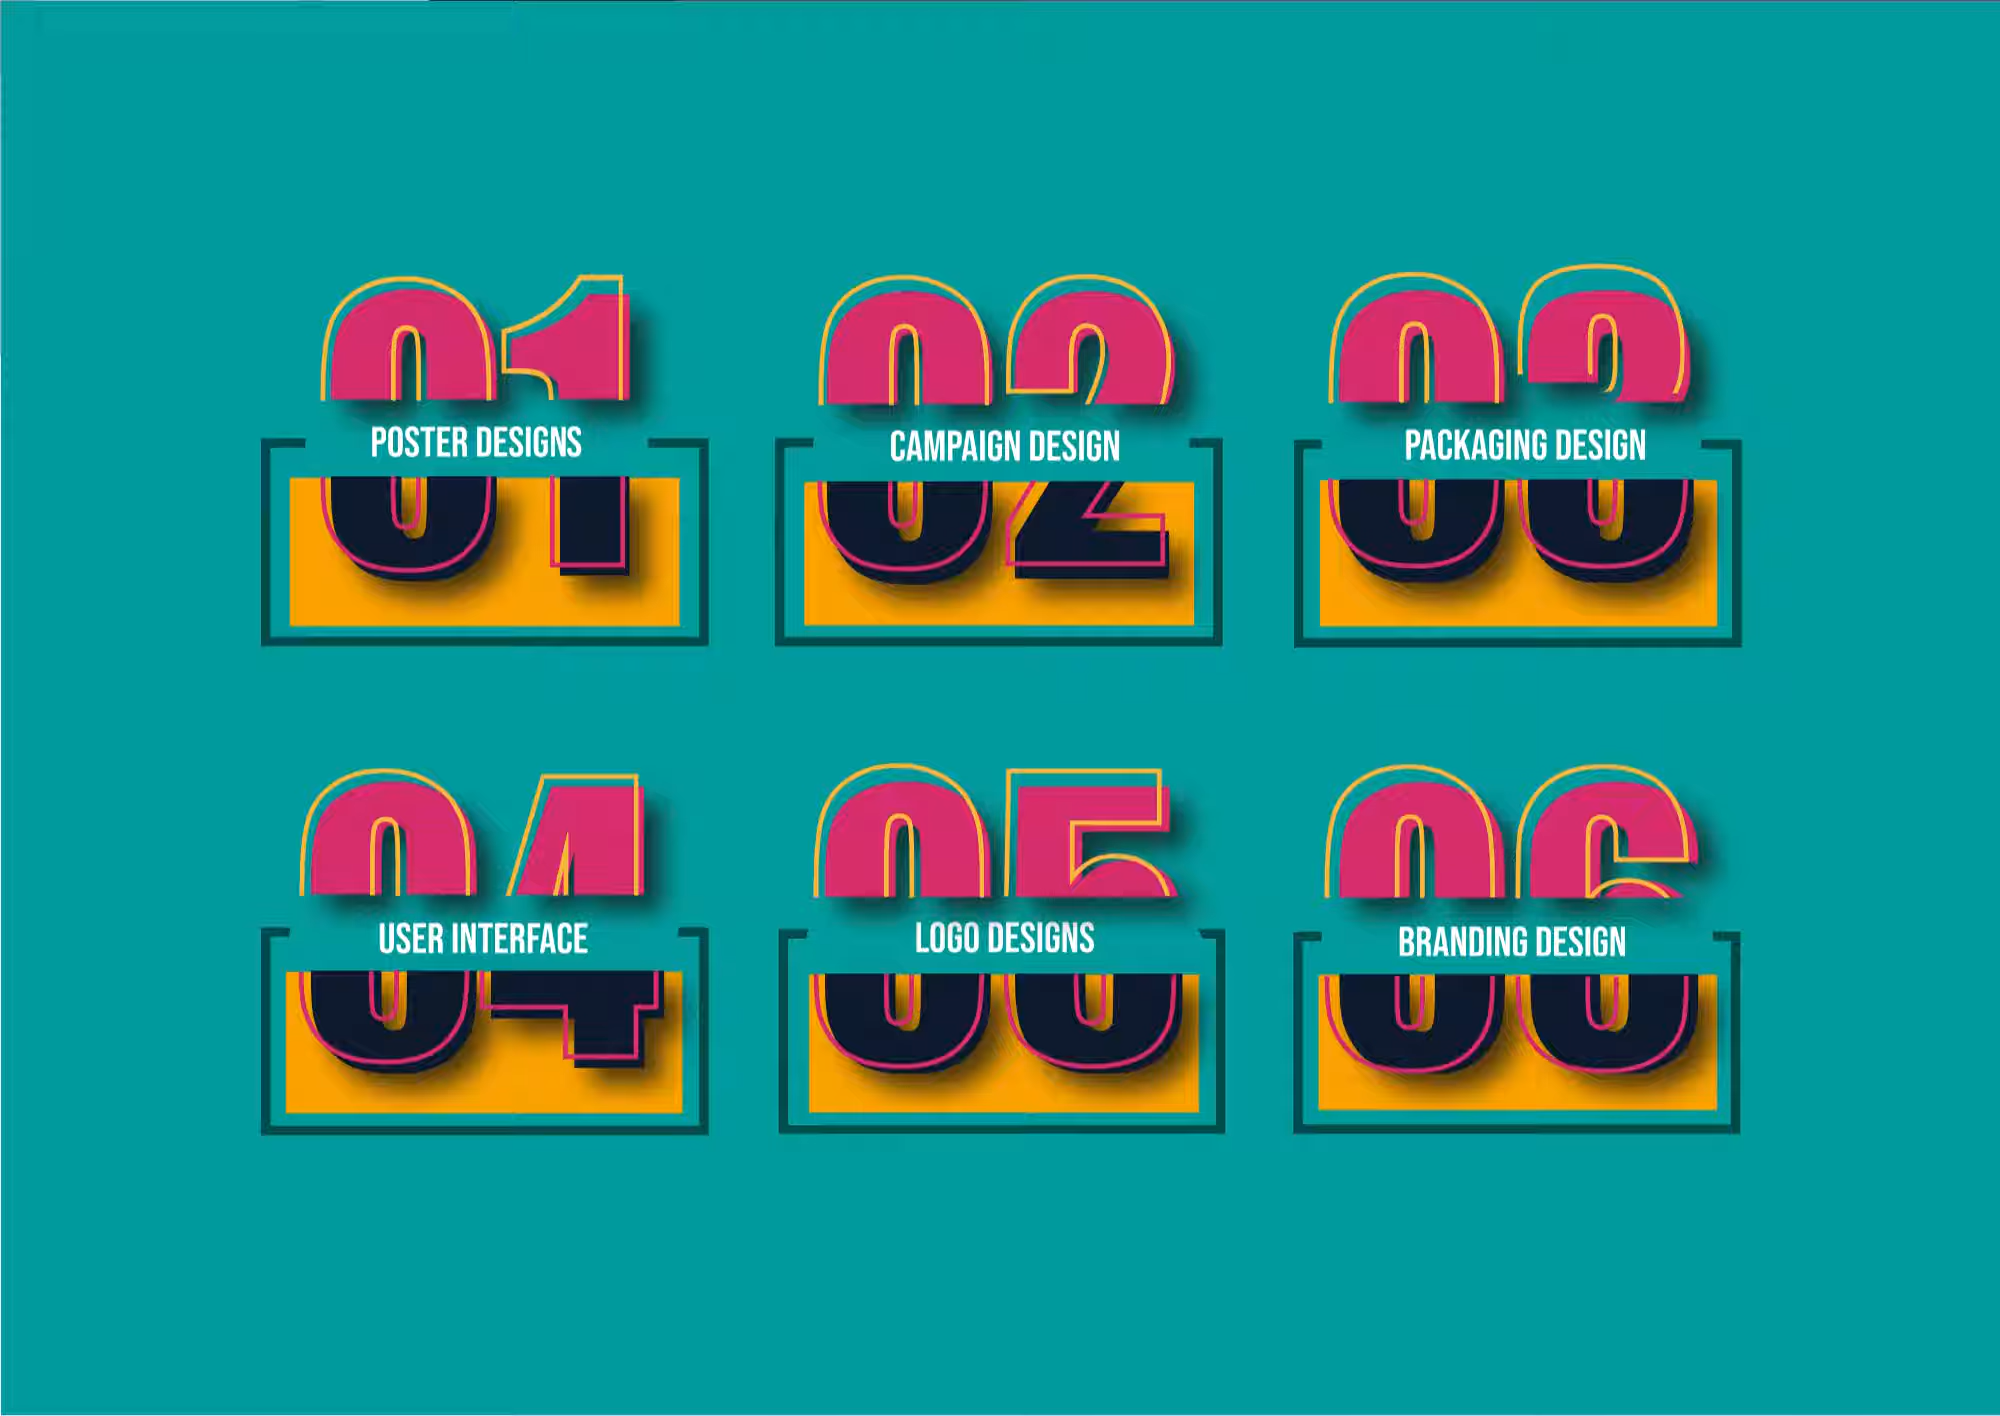 01
POSTER DESIGNS
02
CAMPAIGN DESIGN
03
PACKAGING DESIGN
04
USER INTERFACE
05
LOGO DESIGNS
06
BRANDING DESIGN